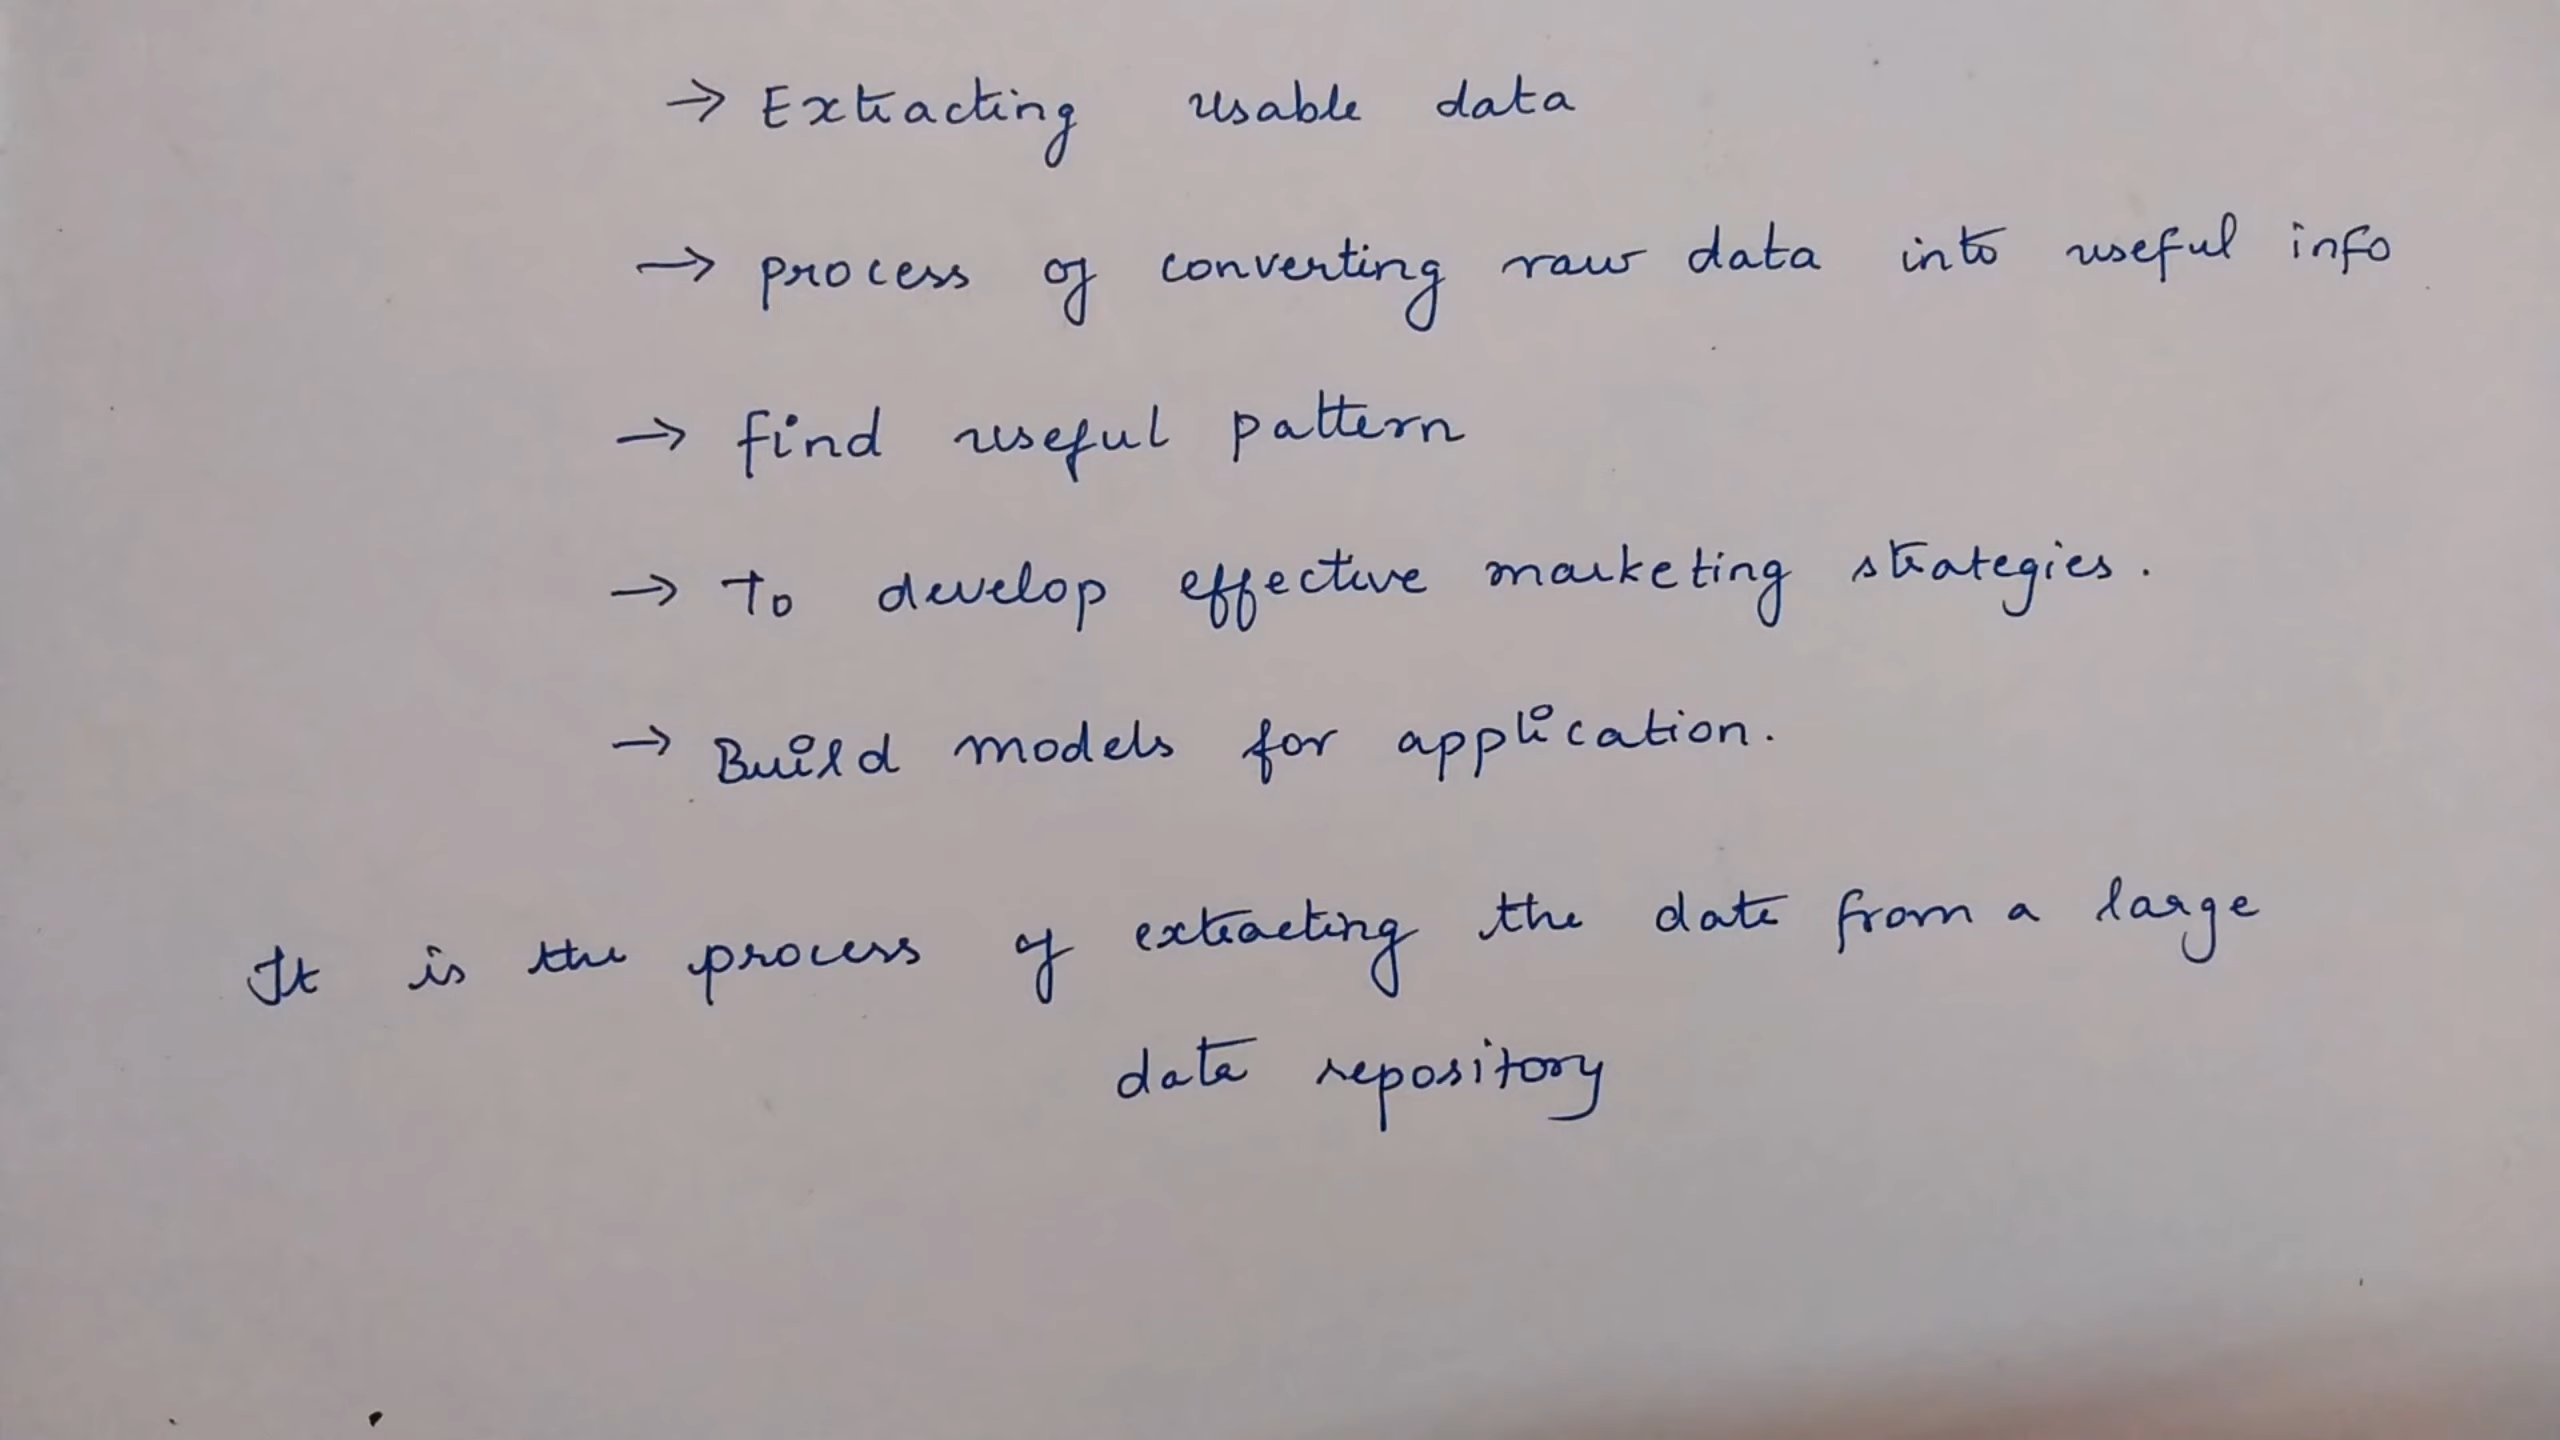 → Extracting usable data
→ process of converting raw data into useful info
→ find useful pattern
→ To develop effective marketing strategies.
→ Build models for application.
It is the process of extracting the data from a large
data repository